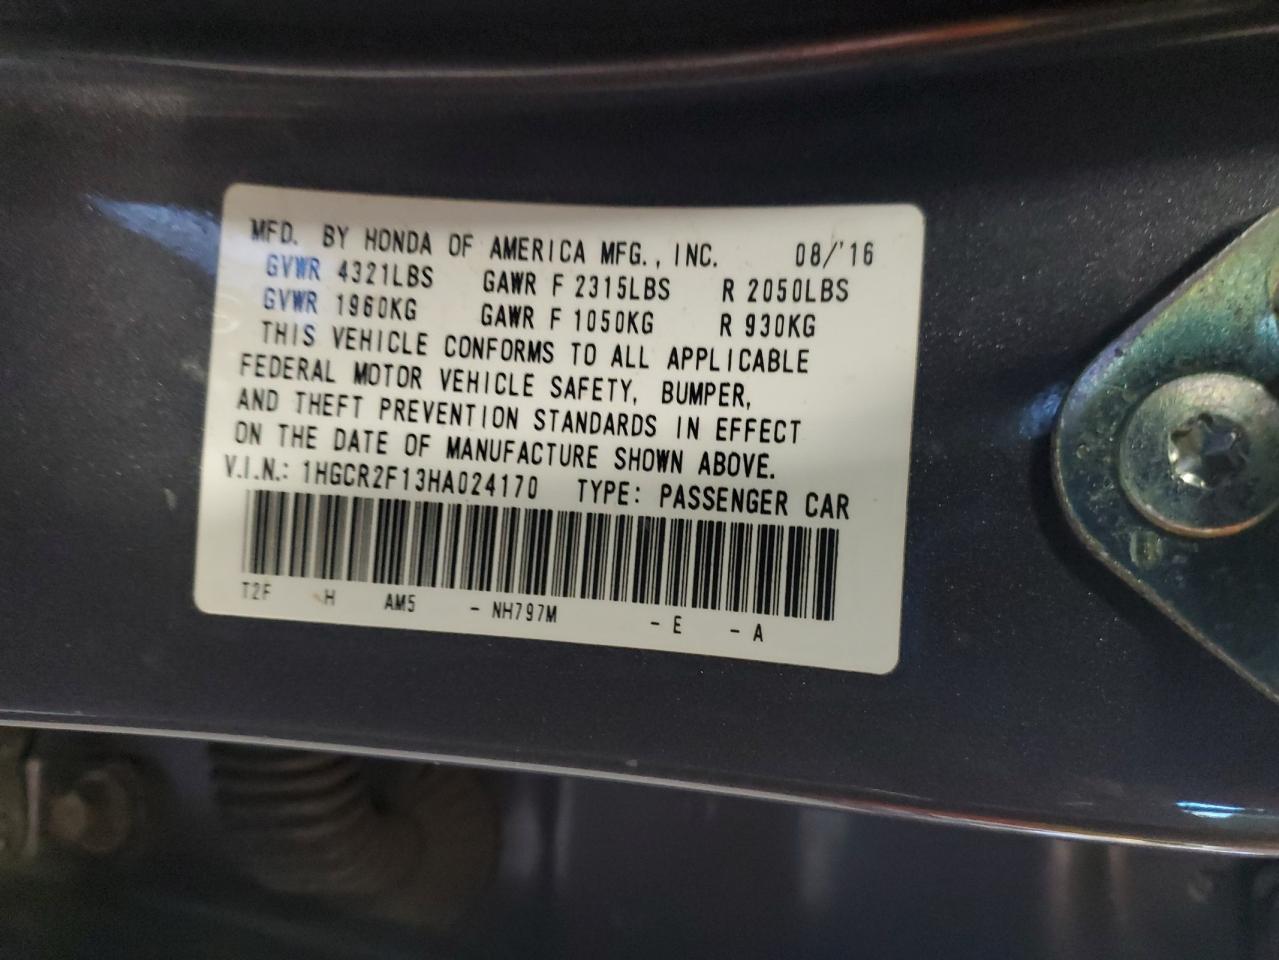 MFD. BY HONDA OF AMERICA MFG., INC. 08/'16
GVWR 4321LBS GAWR F 2315LBS R 2050LBS
GVWR 1960KG GAWR F 1050KG R 930KG
THIS VEHICLE CONFORMS TO ALL APPLICABLE
FEDERAL MOTOR VEHICLE SAFETY, BUMPER,
AND THEFT PREVENTION STANDARDS IN EFFECT
ON THE DATE OF MANUFACTURE SHOWN ABOVE.
V.I.N.: 1HGCR2F13HA024170 TYPE: PASSENGER CAR
T2F H AM5 - NH797M - E - A